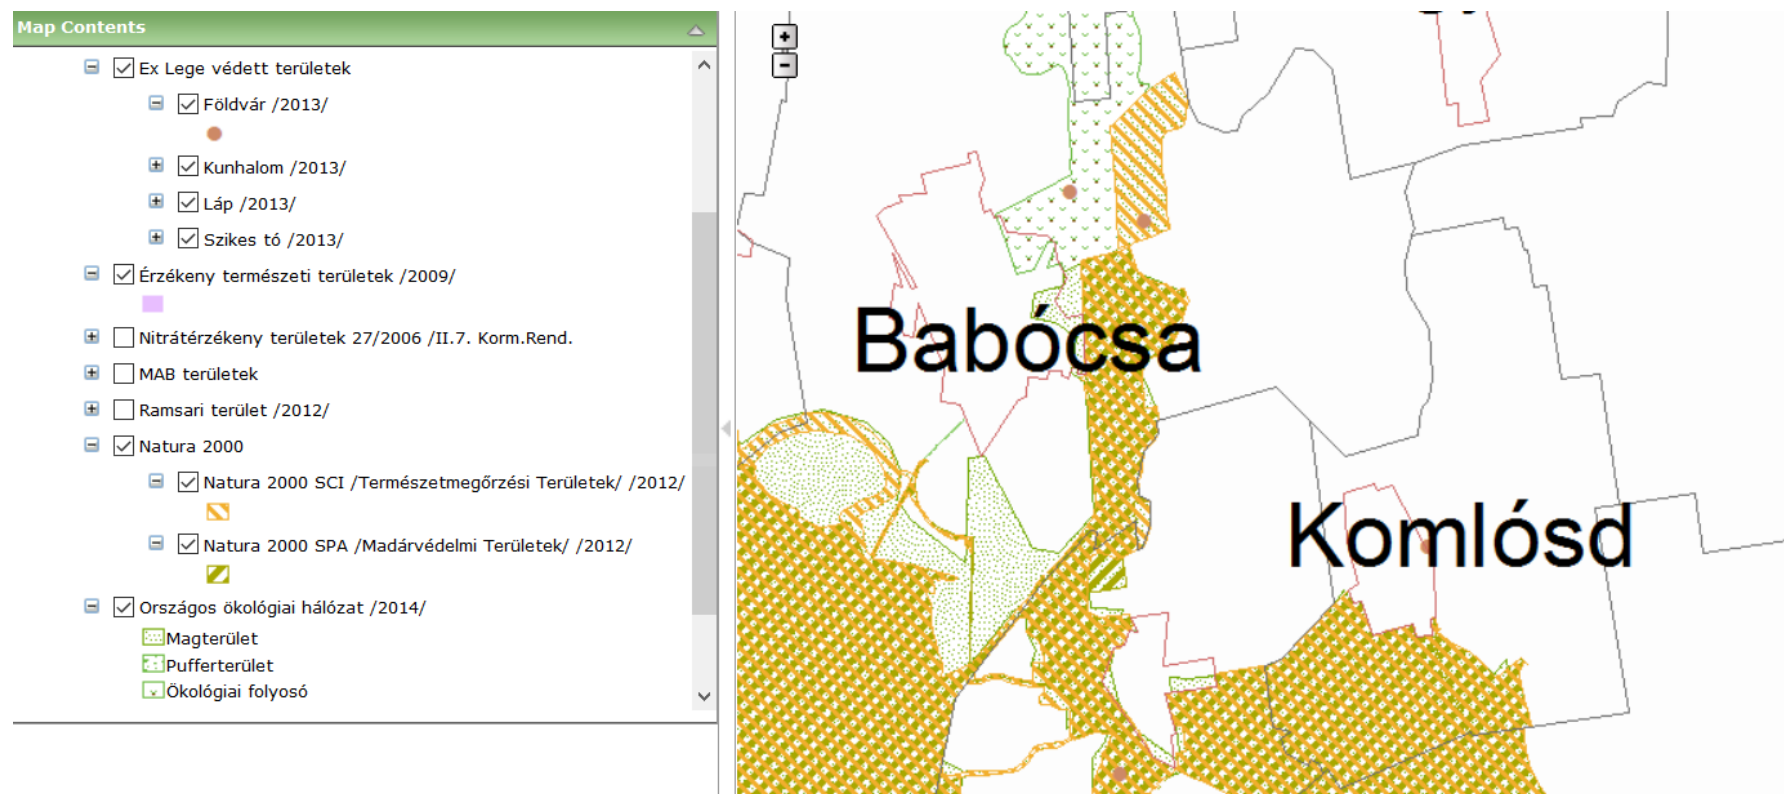 Map Contents
Ex Lege védett területek
Földvár /2013/
Kunhalom /2013/
Láp /2013/
Szikes tó /2013/
Érzékeny természeti területek /2009/
Nitrátérzékeny területek 27/2006 /II.7. Korm.Rend.
MAB területek
Ramsari terület /2012/
Natura 2000
Natura 2000 SCI /Természetmegőrzési Területek/ /2012/
Natura 2000 SPA /Madárvédelmi Területek/ /2012/
Országos ökológiai hálózat /2014/
Magterület
Pufferterület
Ökológiai folyosó
Babócsa
Komlósd